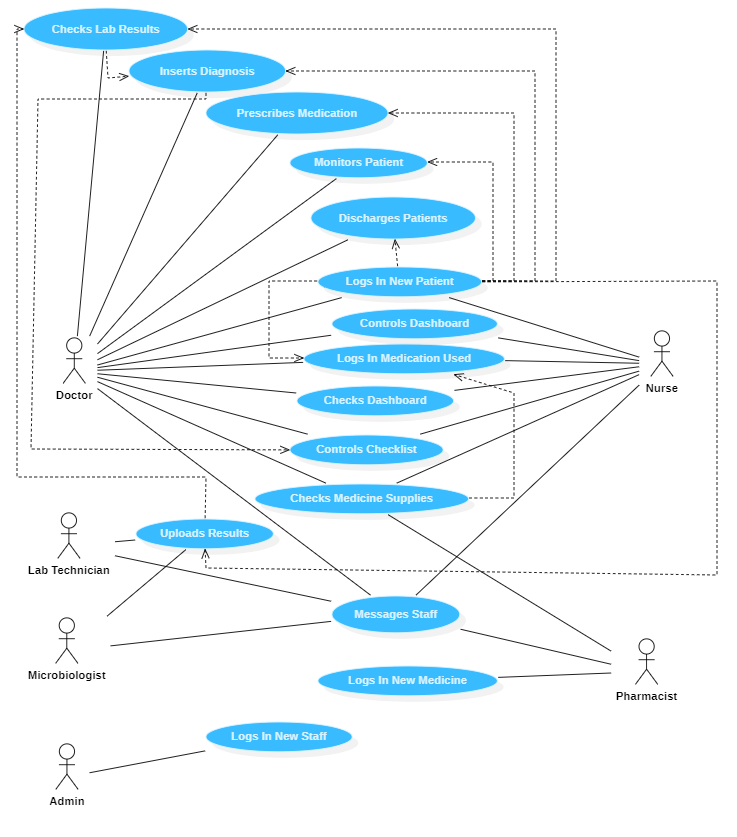 Checks Lab Results
Inserts Diagnosis
Prescribes Medication
Monitors Patient
Discharges Patients
Logs In New Patient
Controls Dashboard
Logs In Medication Used
Doctor
Nurse
Checks Dashboard
Controls Checklist
Checks Medicine Supplies
Uploads Results
Lab Technician
Messages Staff
Microbiologist
Logs In New Medicine
Pharmacist
Logs In New Staff
Admin